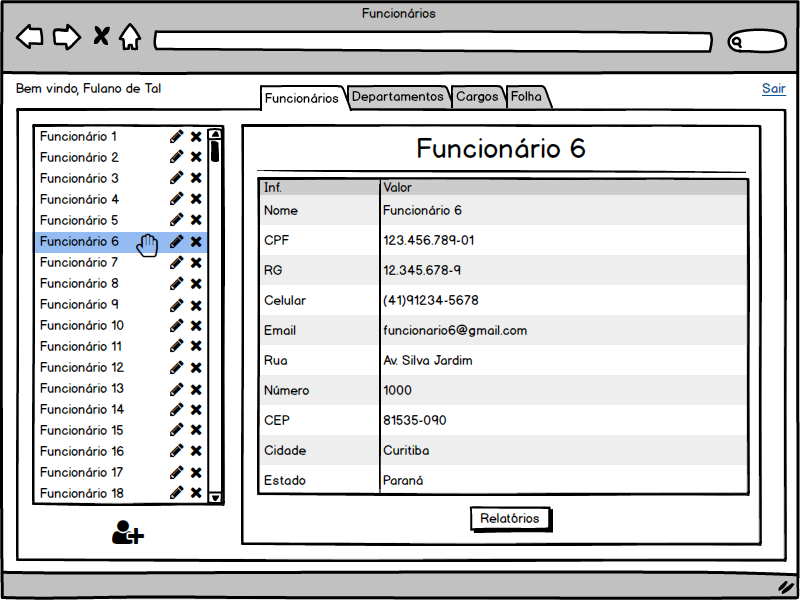 Funcionários
Bem vindo, Fulano de Tal
Funcionários Departamentos Cargos Folha
Sair
Funcionário 1
Funcionário 2
Funcionário 3
Funcionário 4
Funcionário 5
Funcionário 6
Funcionário 7
Funcionário 8
Funcionário 9
Funcionário 10
Funcionário 11
Funcionário 12
Funcionário 13
Funcionário 14
Funcionário 15
Funcionário 16
Funcionário 17
Funcionário 18
Funcionário 6
Inf. Valor
Nome Funcionário 6
CPF 123.456.789-01
RG 12.345.678-9
Celular (41)91234-5678
Email funcionario6@gmail.com
Rua Av. Silva Jardim
Número 1000
CEP 81535-090
Cidade Curitiba
Estado Paraná
Relatórios